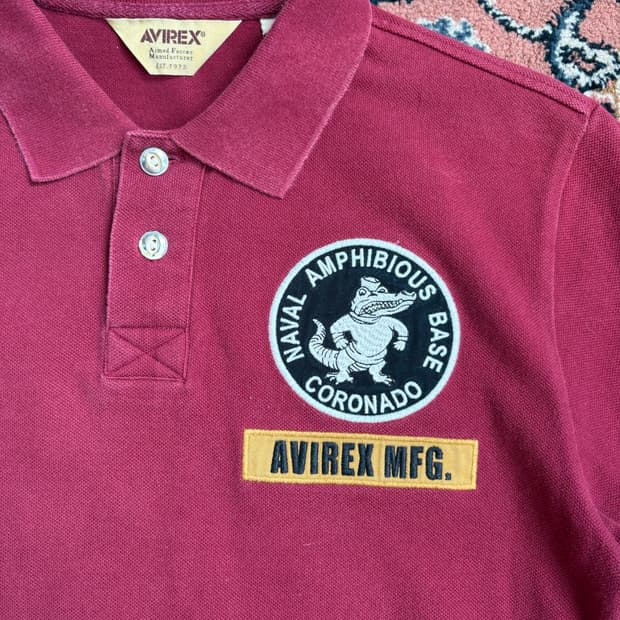 AVIREX®
Armed Forces
Manufacturer
EST.1975
NAVAL AMPHIBIOUS BASE
CORONADO
AVIREX MFG.